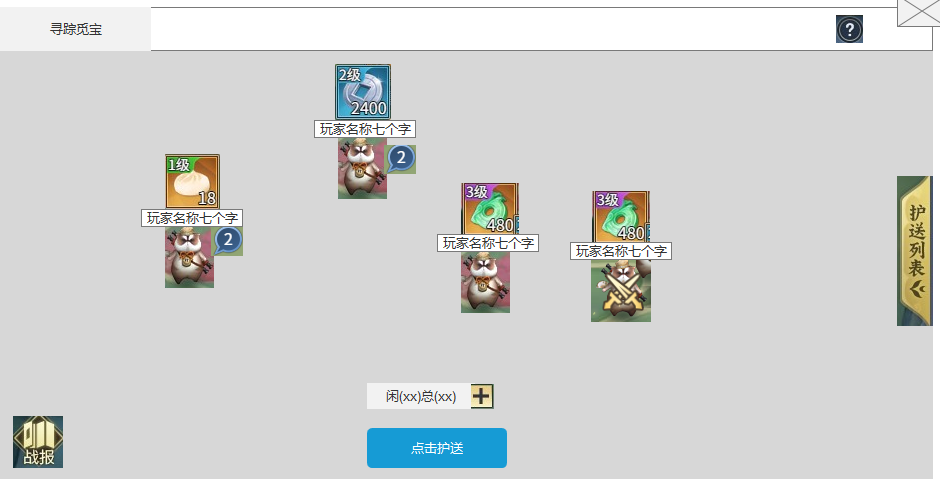 寻踪觅宝
?
2级
2400
玩家名称七个字
2
1级
18
玩家名称七个字
2
3级
480
玩家名称七个字
3级
480
玩家名称七个字
护送列表
闲(xx)总(xx)
点击护送
战报